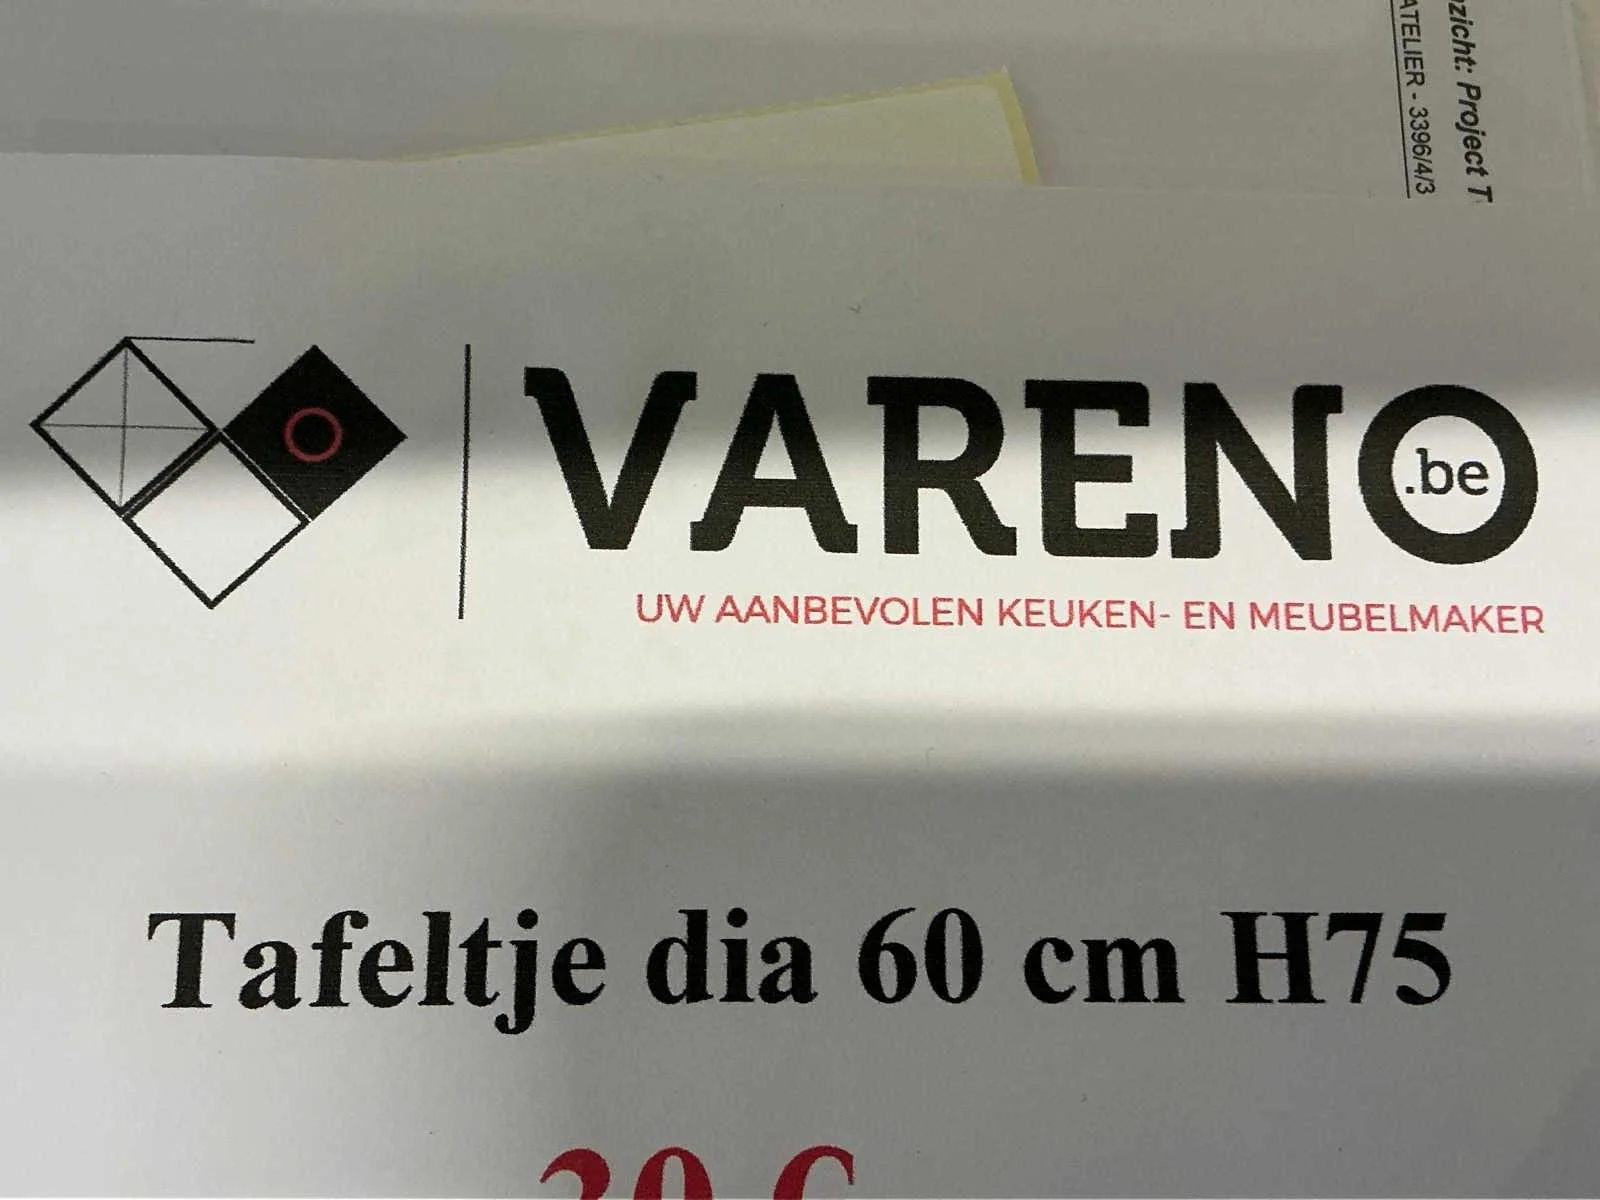 zicht: Project T
ATELIER - 3396/4/3
VARENO
.be
UW AANBEVOLEN KEUKEN- EN MEUBELMAKER
Tafeltje dia 60 cm H75